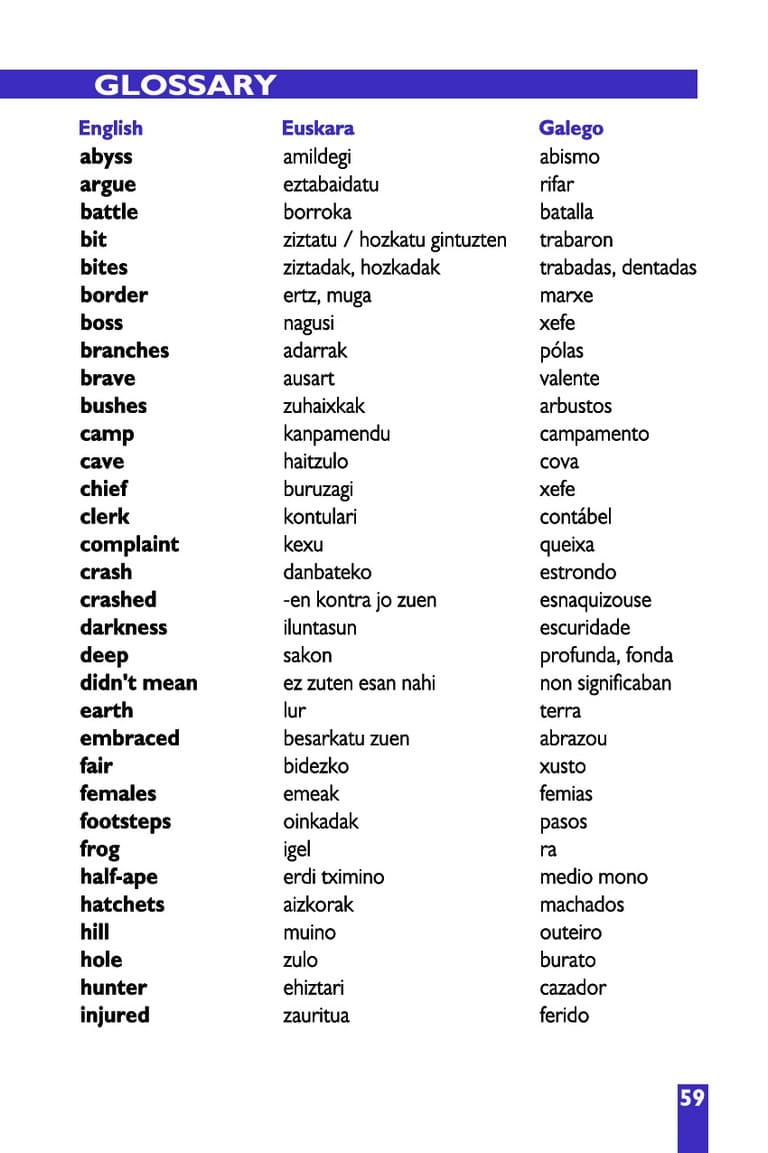 GLOSSARY
English Euskara Galego
abyss amildegi abismo
argue eztabaidatu rifar
battle borroka batalla
bit ziztatu / hozkatu gintuzten trabaron
bites ziztadak, hozkadak trabadas, dentadas
border ertz, muga marxe
boss nagusi xefe
branches adarrak pólas
brave ausart valente
bushes zuhaixkak arbustos
camp kanpamendu campamento
cave haitzulo cova
chief buruzagi xefe
clerk kontulari contábel
complaint kexu queixa
crash danbateko estrondo
crashed -en kontra jo zuen esnaquizouse
darkness iluntasun escuridade
deep sakon profunda, fonda
didn't mean ez zuten esan nahi non significaban
earth lur terra
embraced besarkatu zuen abrazou
fair bidezko xusto
females emeak femias
footsteps oinkadak pasos
frog igel ra
half-ape erdi tximino medio mono
hatchets aizkorak machados
hill muino outeiro
hole zulo burato
hunter ehiztari cazador
injured zauritua ferido
59